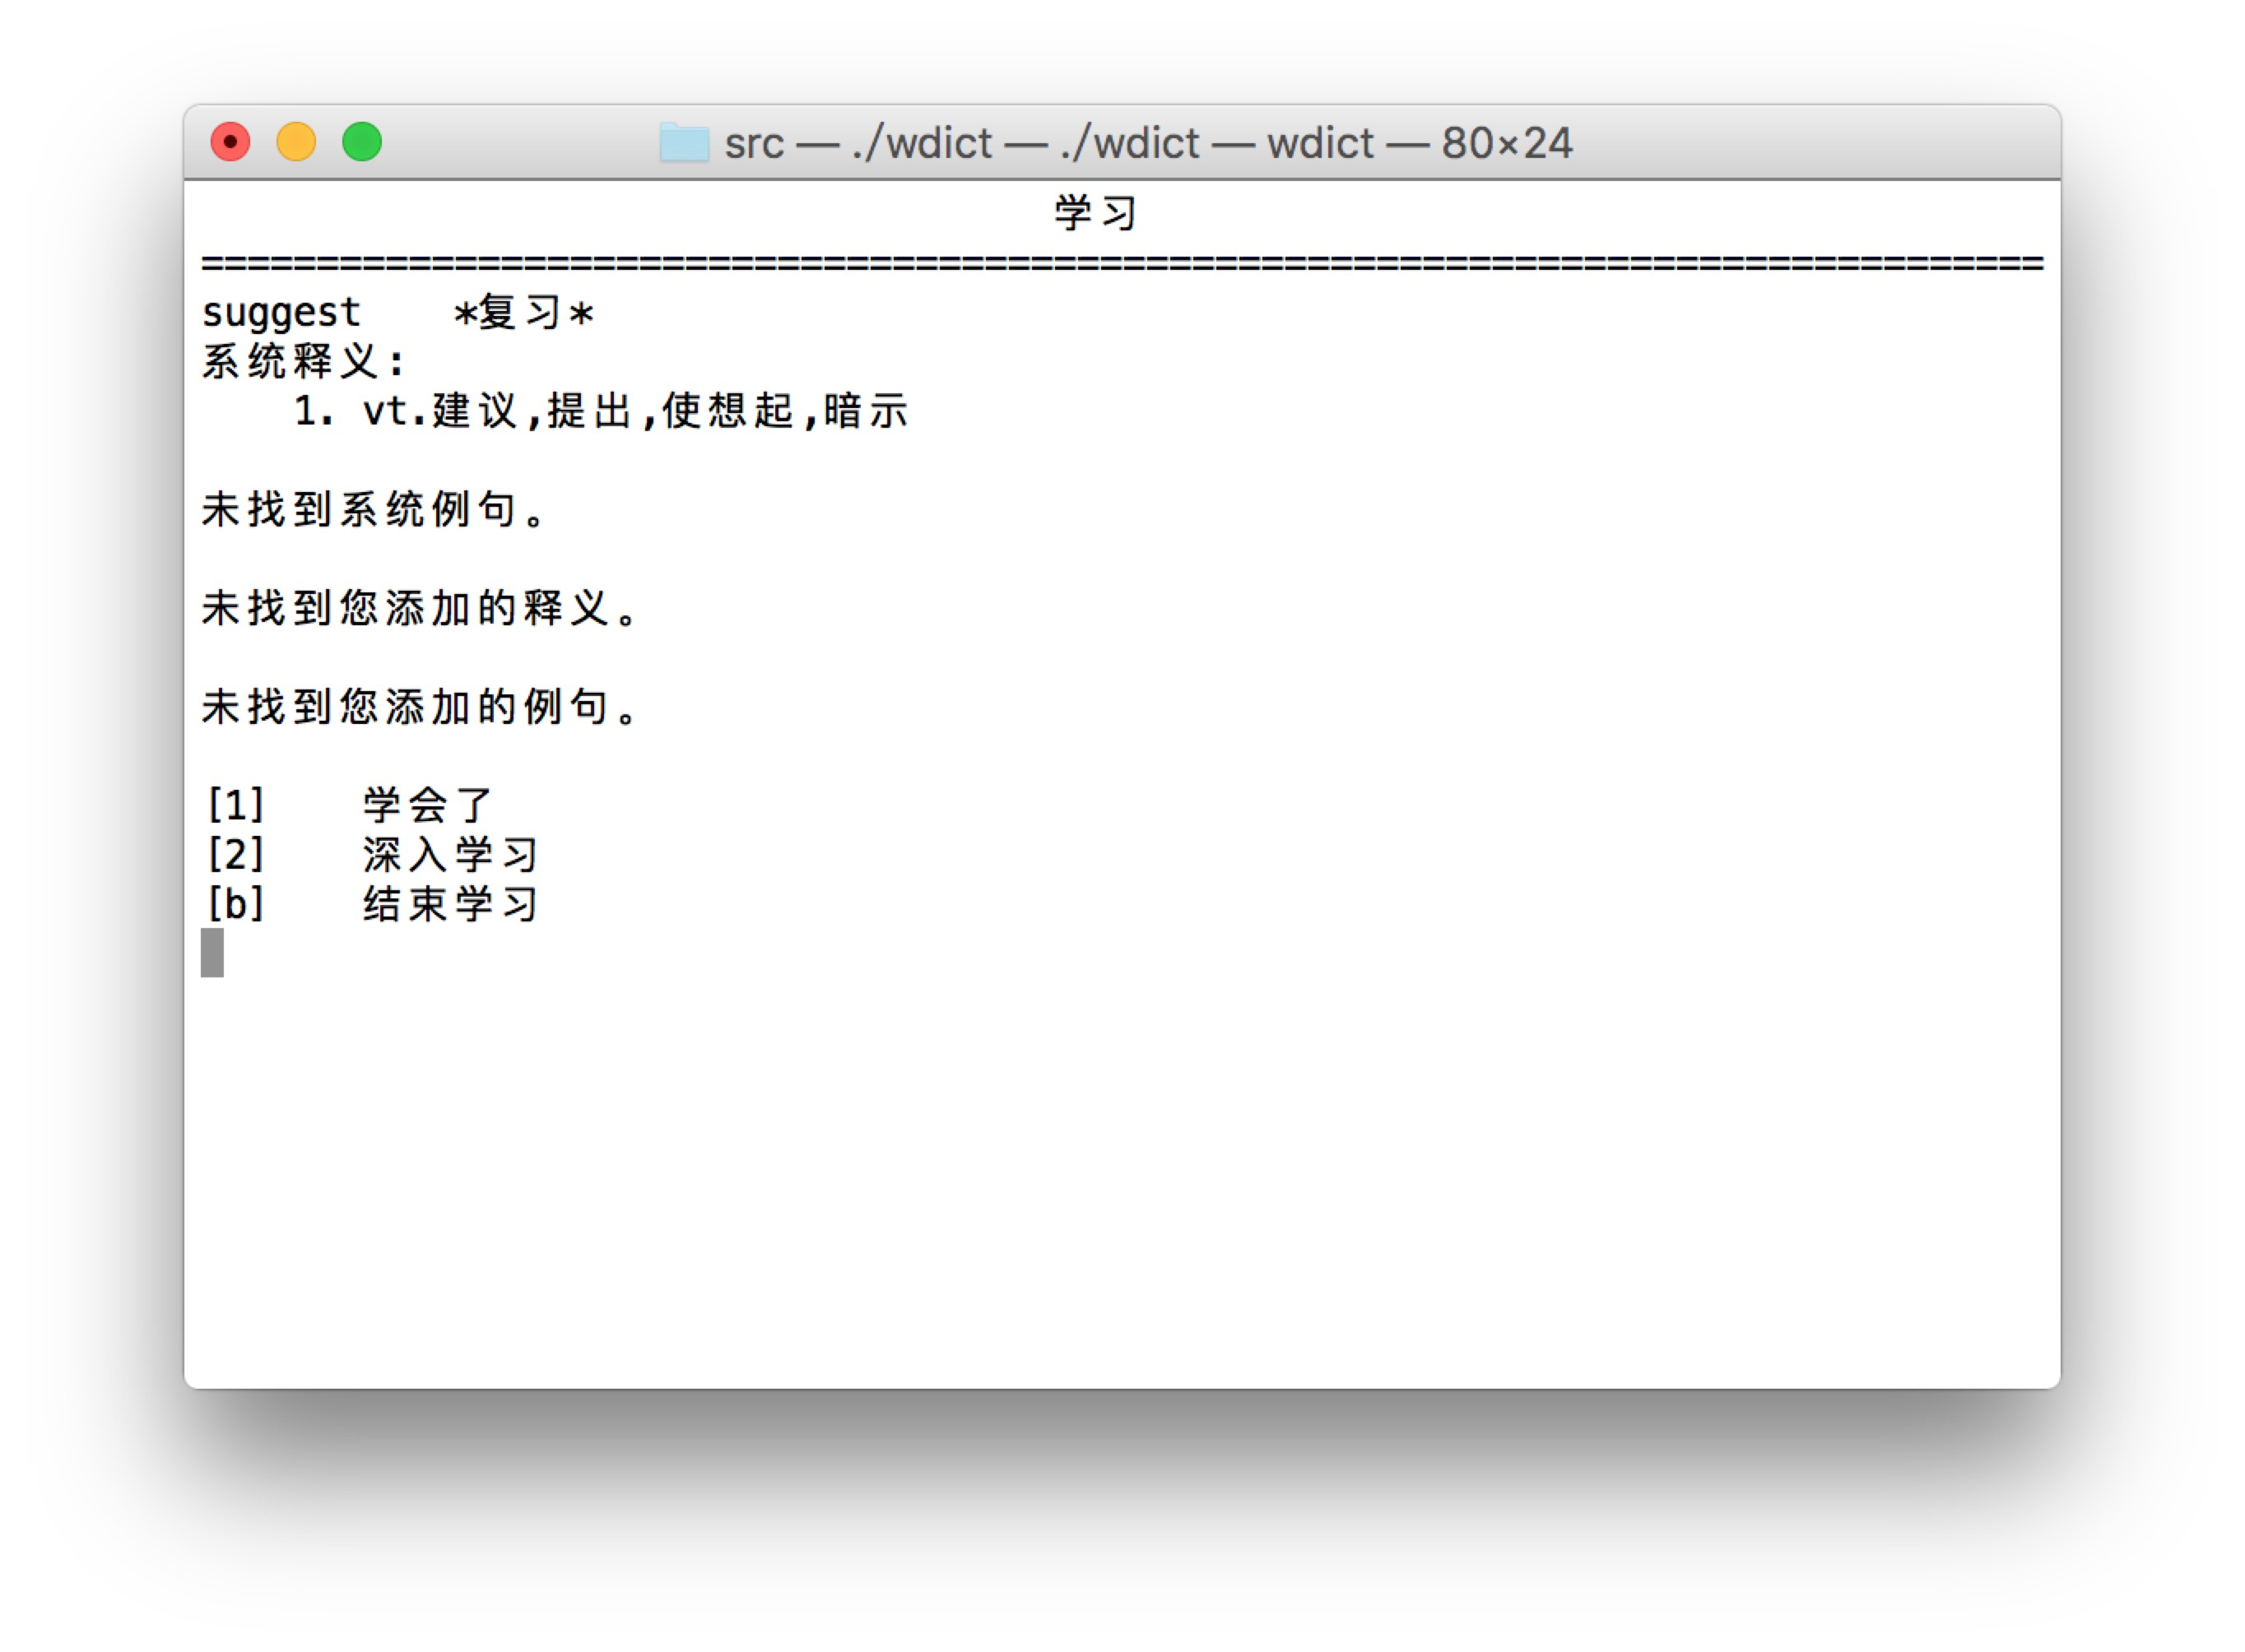 src — ./wdict — ./wdict — wdict — 80×24
学习
================================================================================
suggest    *复习*
系统释义:
    1. vt.建议,提出,使想起,暗示
未找到系统例句。
未找到您添加的释义。
未找到您添加的例句。
[1]    学会了
[2]    深入学习
[b]    结束学习